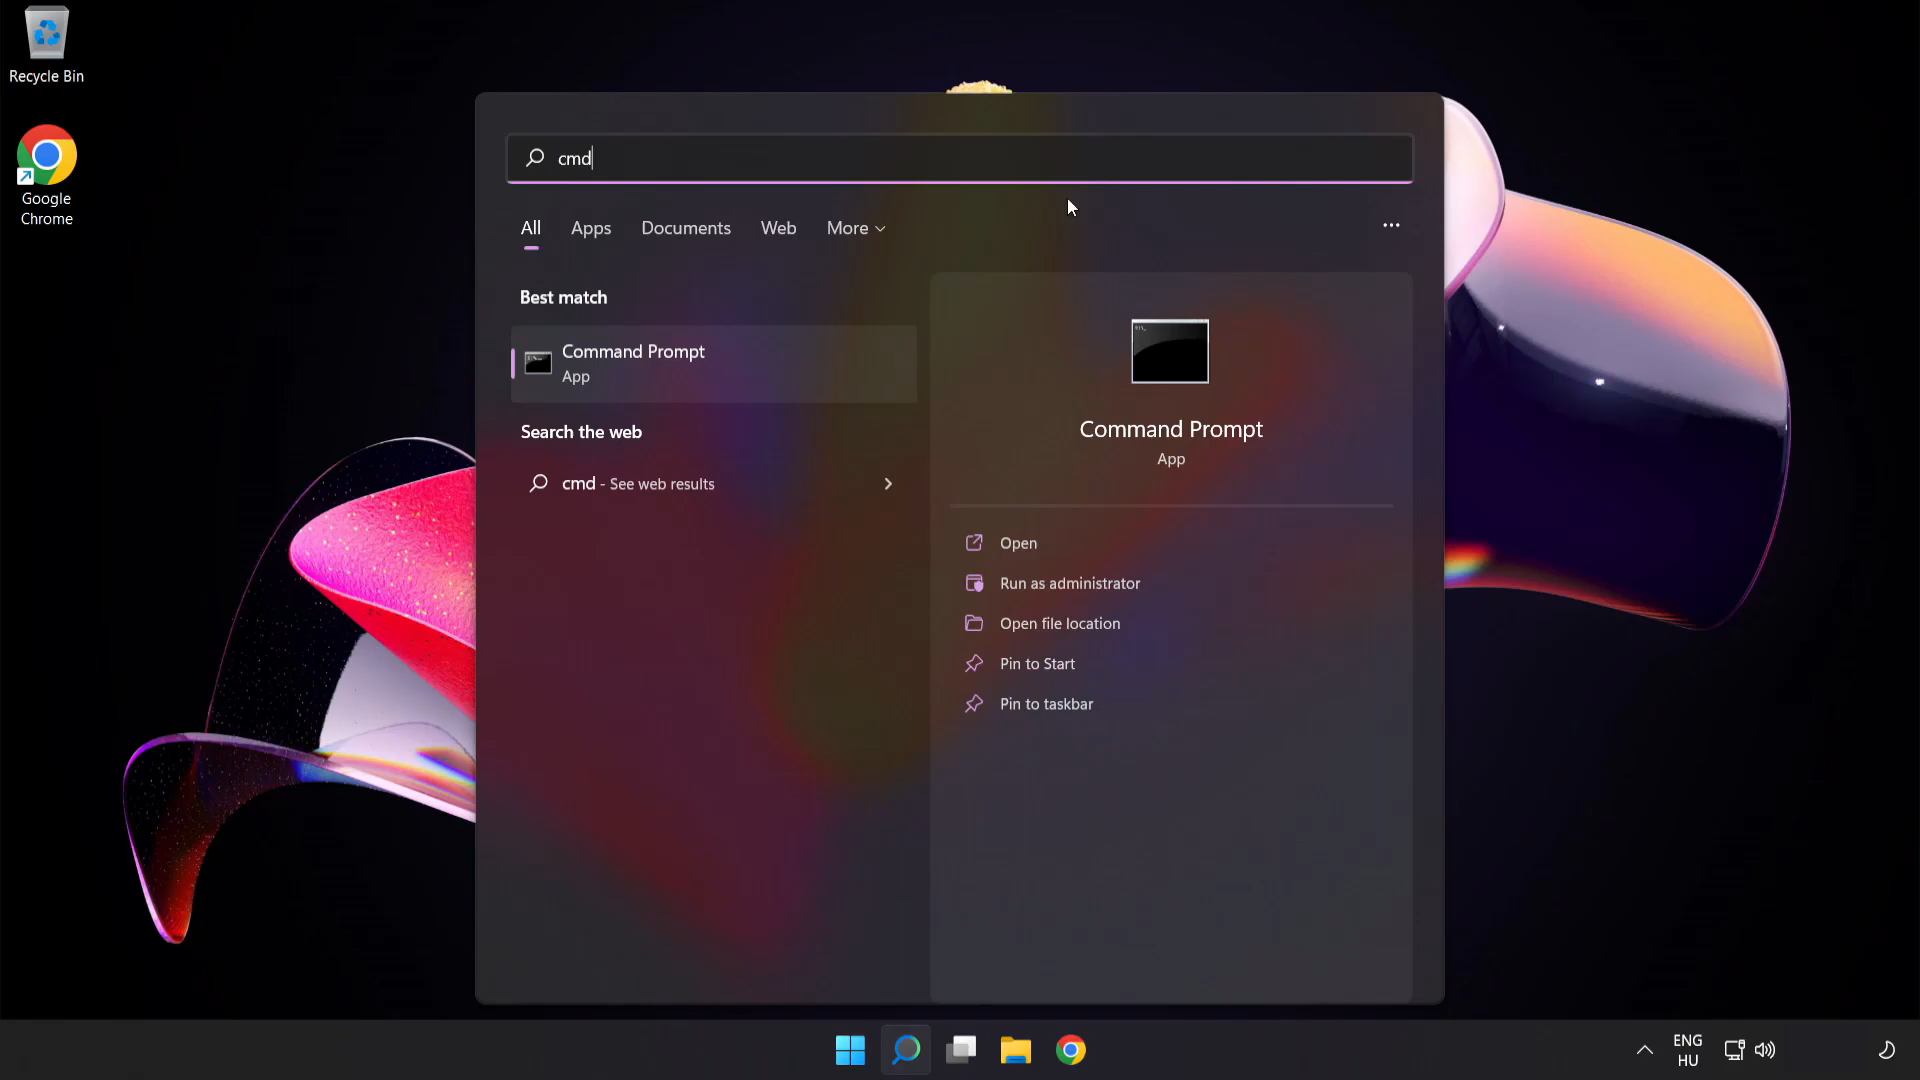 Recycle Bin
Google
Chrome
cmd
All Apps Documents Web More
Best match
Command Prompt
App
Search the web
cmd - See web results
Command Prompt
App
Open
Run as administrator
Open file location
Pin to Start
Pin to taskbar
ENG
HU